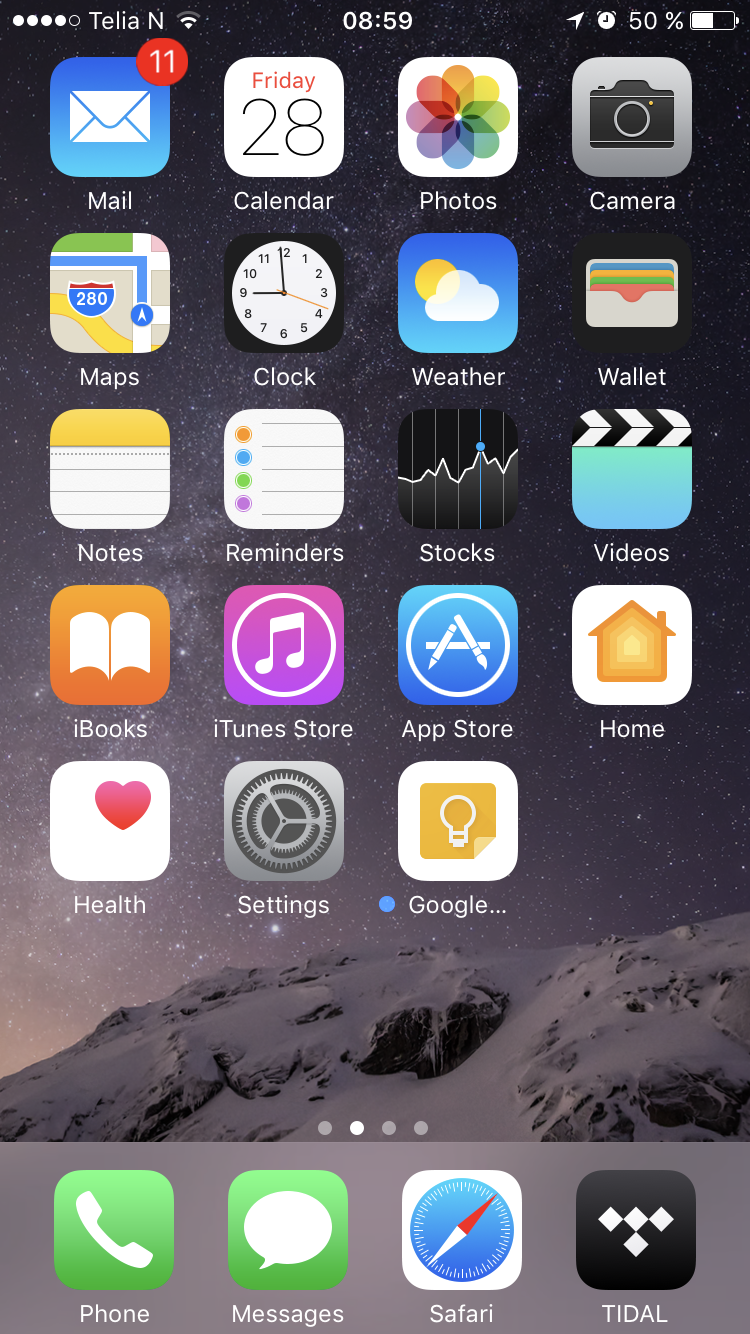 Telia N 08:59 50 %
11
Friday
28
Mail Calendar Photos Camera
280
12
11 1
10 2
9 3
8 4
7 5
6
Maps Clock Weather Wallet
Notes Reminders Stocks Videos
iBooks iTunes Store App Store Home
Health Settings Google...
Phone Messages Safari TIDAL